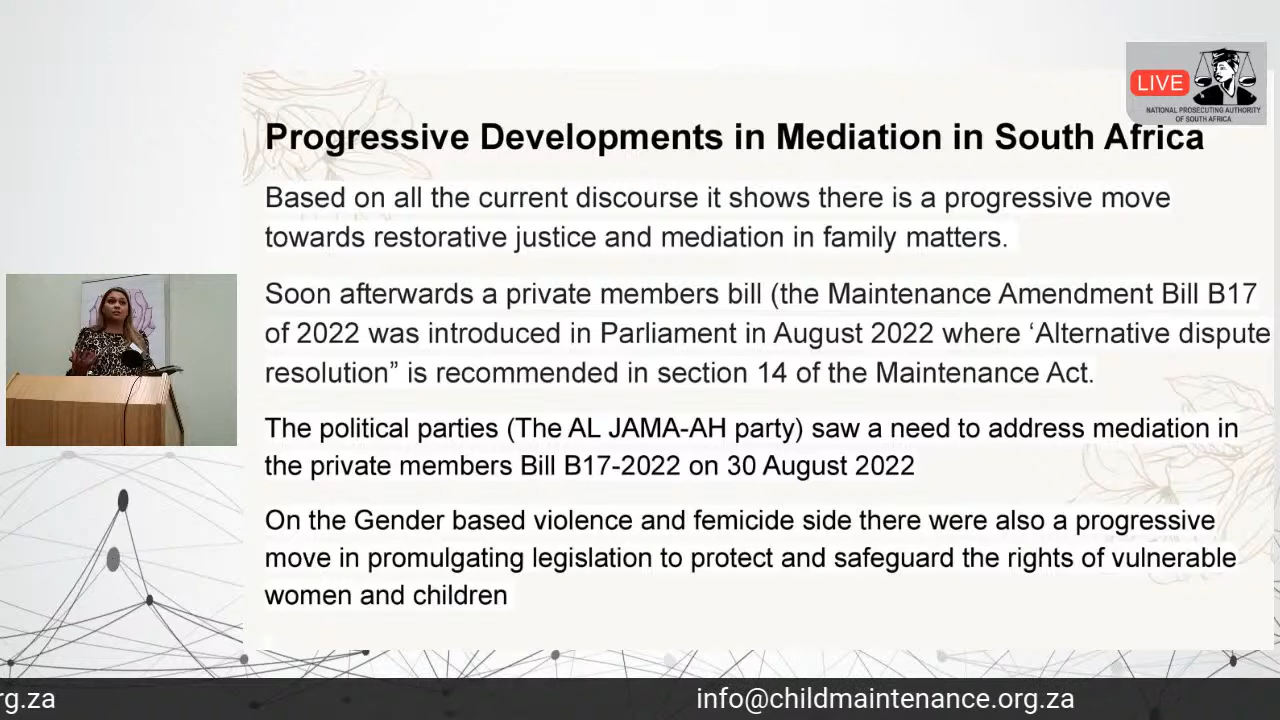 LIVE
NATIONAL PROSECUTING AUTHORITY
OF SOUTH AFRICA
Progressive Developments in Mediation in South Africa
Based on all the current discourse it shows there is a progressive move
towards restorative justice and mediation in family matters.
Soon afterwards a private members bill (the Maintenance Amendment Bill B17
of 2022 was introduced in Parliament in August 2022 where ‘Alternative dispute
resolution” is recommended in section 14 of the Maintenance Act.
The political parties (The AL JAMA-AH party) saw a need to address mediation in
the private members Bill B17-2022 on 30 August 2022
On the Gender based violence and femicide side there were also a progressive
move in promulgating legislation to protect and safeguard the rights of vulnerable
women and children
rg.za
info@childmaintenance.org.za